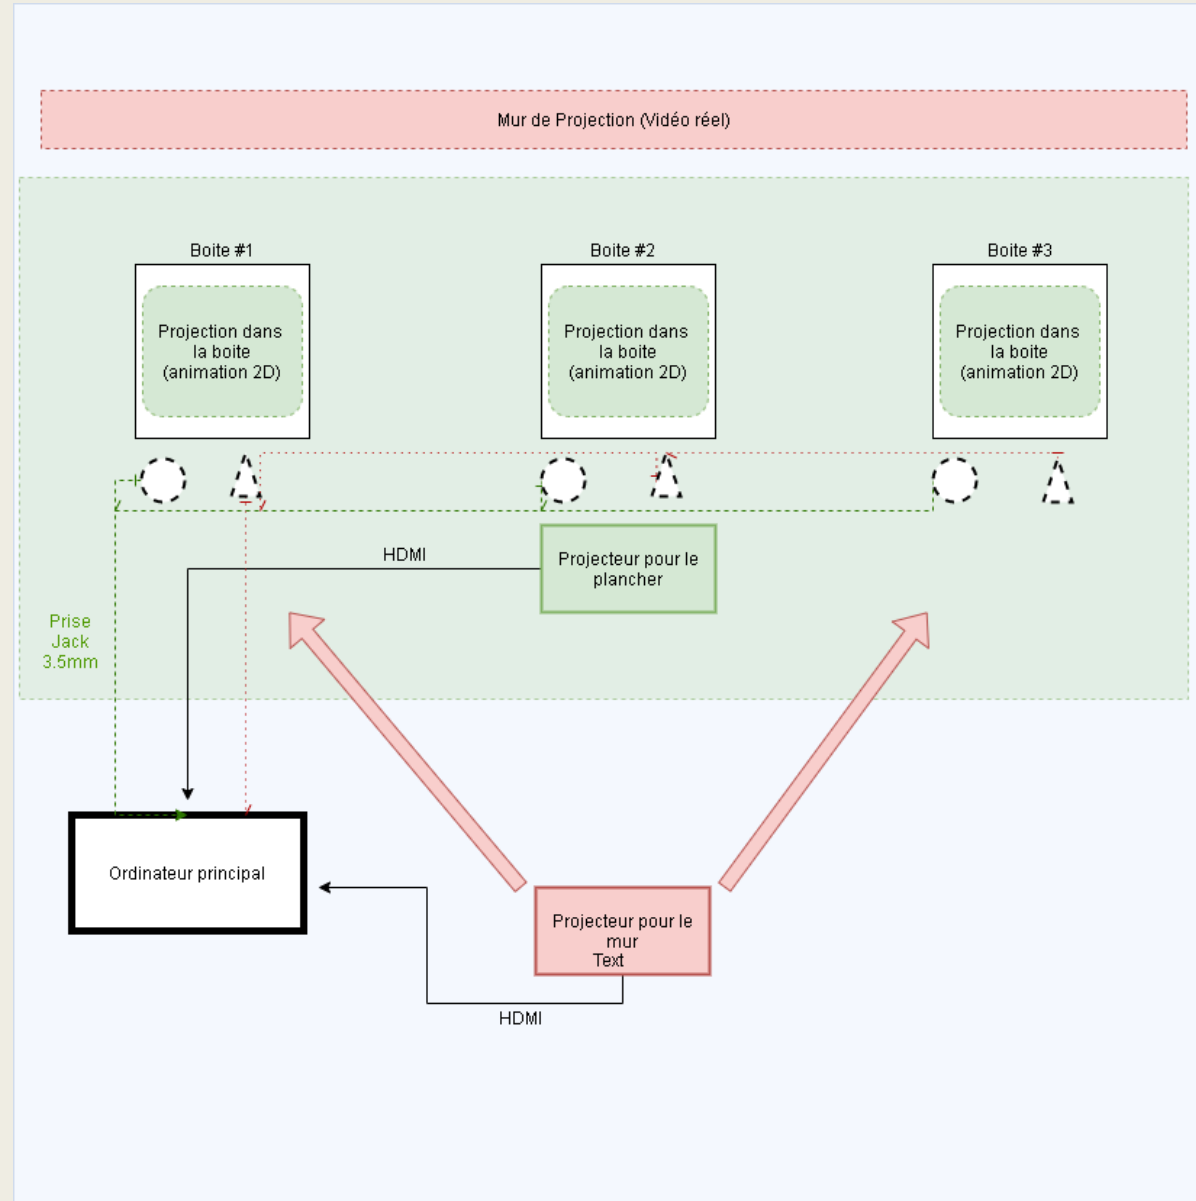 Mur de Projection (Vidéo réel)
Boite #1
Boite #2
Boite #3
Projection dans
la boite
(animation 2D)
Projection dans
la boite
(animation 2D)
Projection dans
la boite
(animation 2D)
HDMI
Projecteur pour le
plancher
Prise
Jack
3.5mm
Ordinateur principal
Projecteur pour le
mur
Text
HDMI